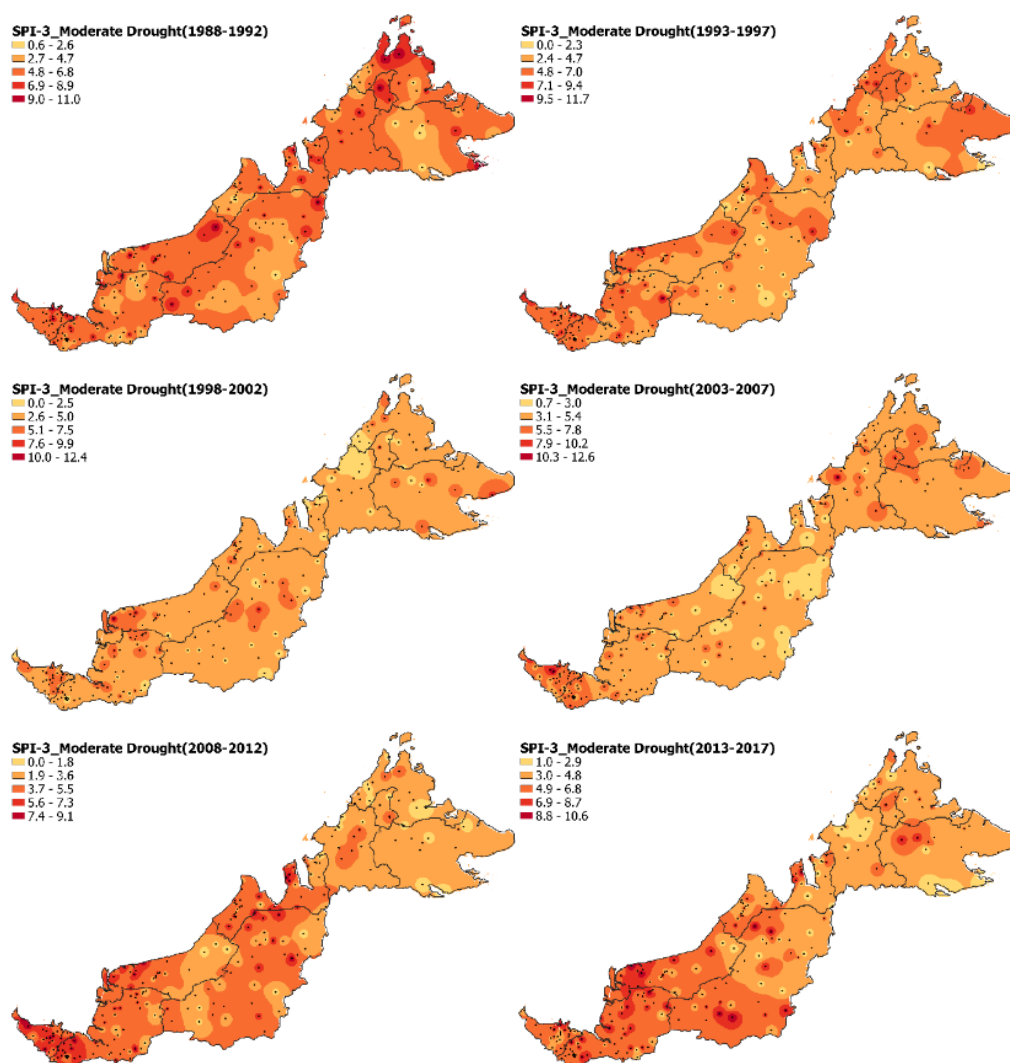 SPI-3_Moderate Drought(1988-1992)
0.6 - 2.6
2.7 - 4.7
4.8 - 6.8
6.9 - 8.9
9.0 - 11.0
SPI-3_Moderate Drought(1993-1997)
0.0 - 2.3
2.4 - 4.7
4.8 - 7.0
7.1 - 9.4
9.5 - 11.7
SPI-3_Moderate Drought(1998-2002)
0.0 - 2.5
2.6 - 5.0
5.1 - 7.5
7.6 - 9.9
10.0 - 12.4
SPI-3_Moderate Drought(2003-2007)
0.7 - 3.0
3.1 - 5.4
5.5 - 7.8
7.9 - 10.2
10.3 - 12.6
SPI-3_Moderate Drought(2008-2012)
0.0 - 1.8
1.9 - 3.6
3.7 - 5.5
5.6 - 7.3
7.4 - 9.1
SPI-3_Moderate Drought(2013-2017)
1.0 - 2.9
3.0 - 4.8
4.9 - 6.8
6.9 - 8.7
8.8 - 10.6